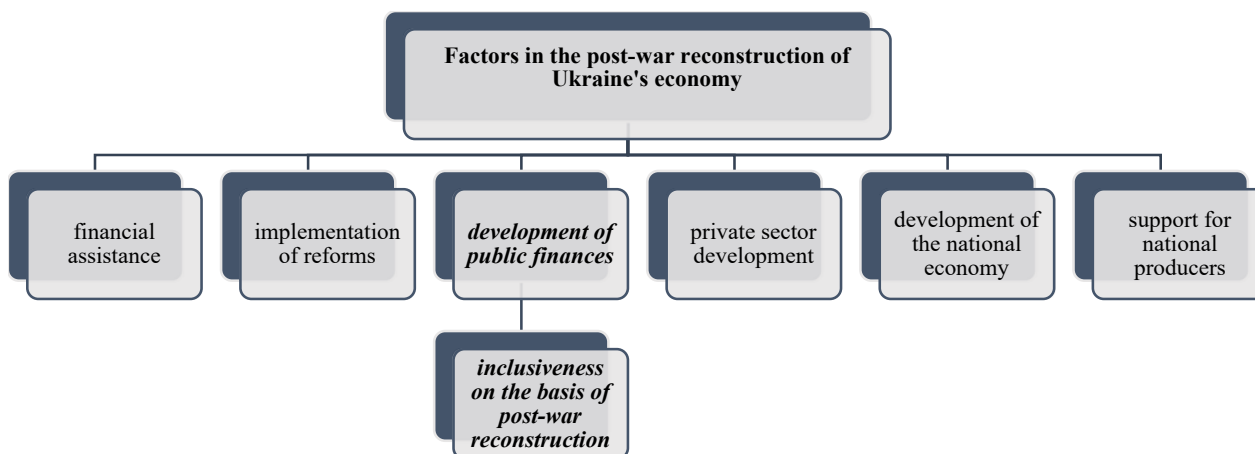 Factors in the post-war reconstruction of
Ukraine's economy
financial
assistance
implementation
of reforms
development of
public finances
private sector
development
development of
the national
economy
support for
national
producers
inclusiveness
on the basis of
post-war
reconstruction